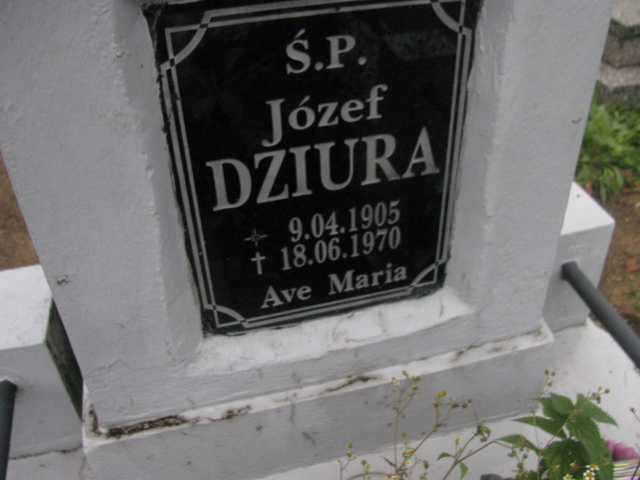 Ś.P.
Józef
DZIURA
9.04.1905
† 18.06.1970
Ave Maria